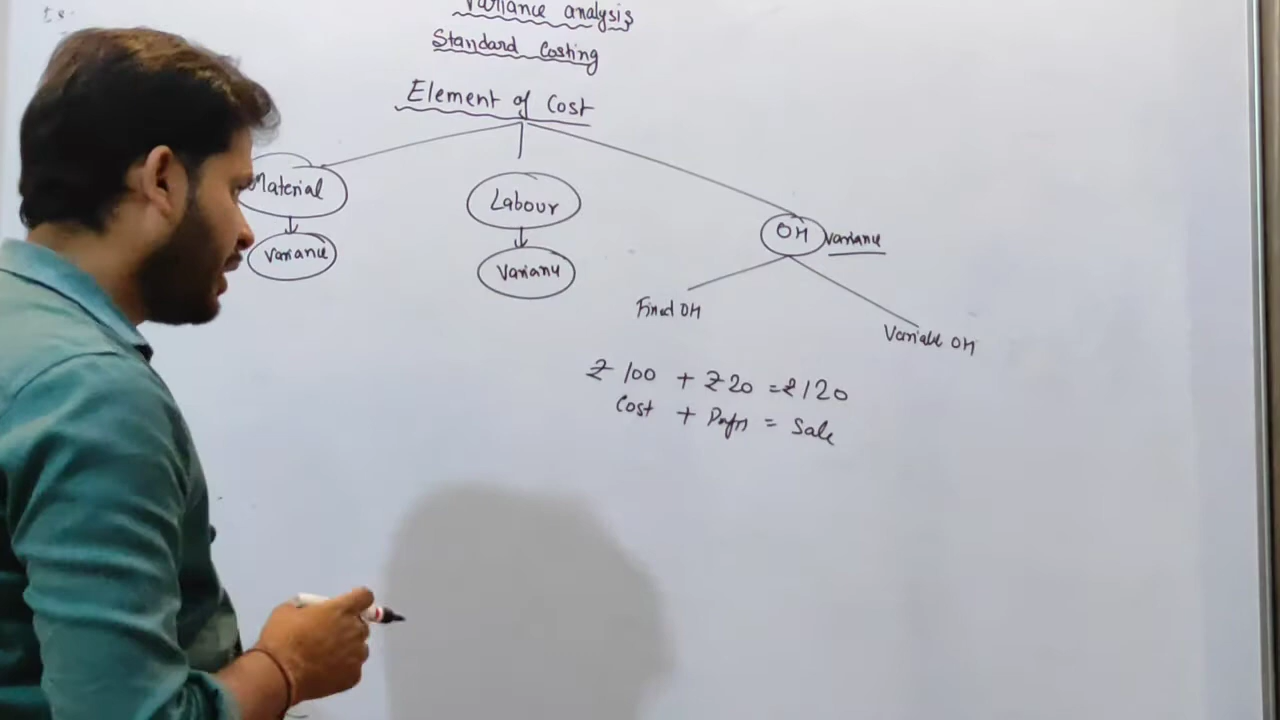 Variance analysis
Standard Costing
Element of Cost
Material
Labour
OH Variance
Variance
Varianu
Fixed OH
Variable OH
₹ 100 + ₹ 20 = ₹ 120
Cost + Profit = Sale